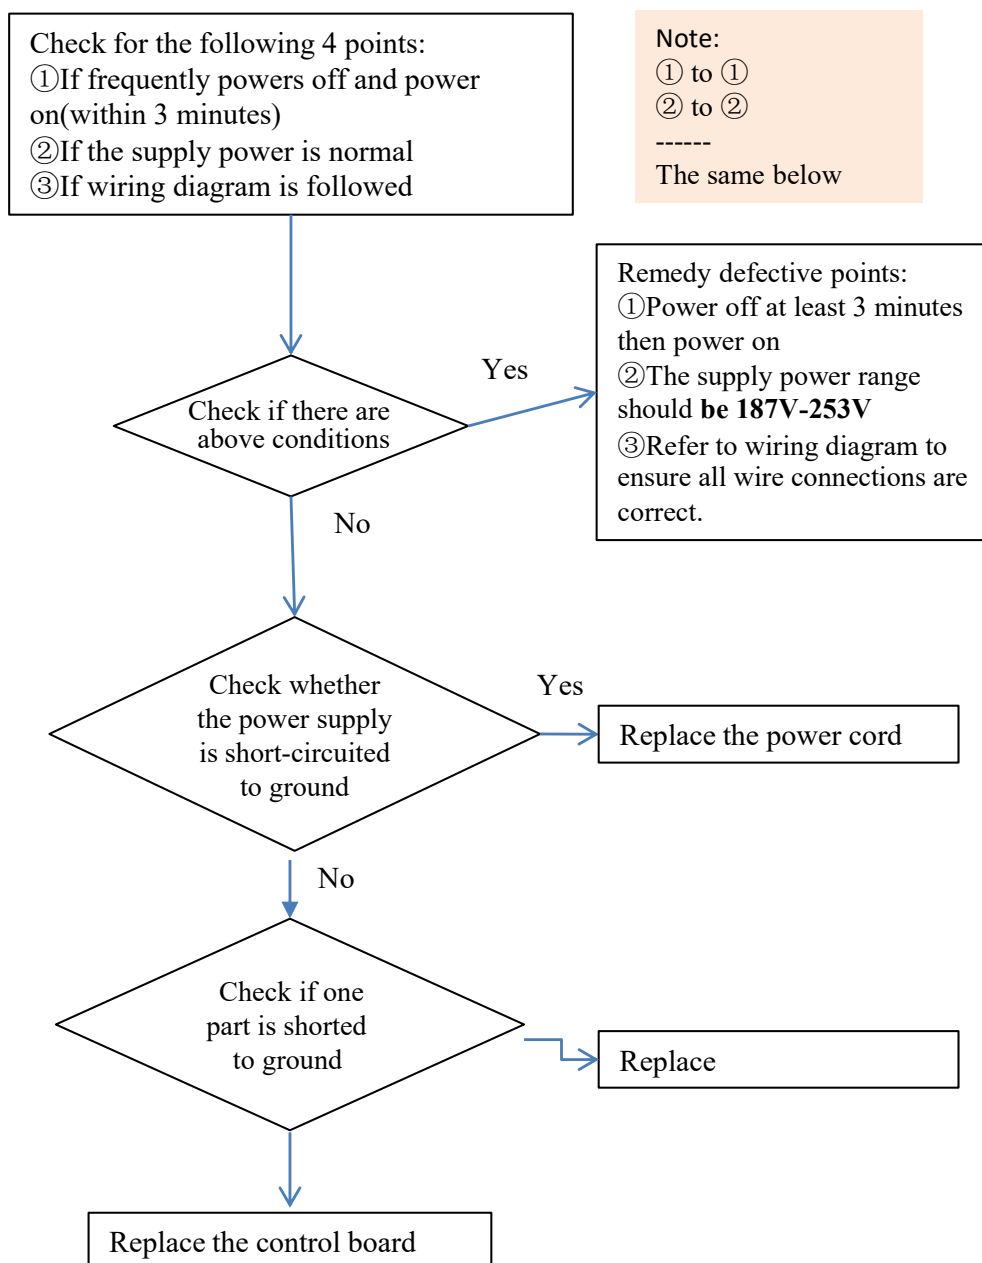 Check for the following 4 points:
①If frequently powers off and power
on(within 3 minutes)
②If the supply power is normal
③If wiring diagram is followed
Note:
① to ①
② to ②
------
The same below
Remedy defective points:
①Power off at least 3 minutes
then power on
②The supply power range
should be 187V-253V
③Refer to wiring diagram to
ensure all wire connections are
correct.
Yes
Check if there are
above conditions
No
Check whether
the power supply
is short-circuited
to ground
Yes
Replace the power cord
No
Check if one
part is shorted
to ground
Replace
Replace the control board